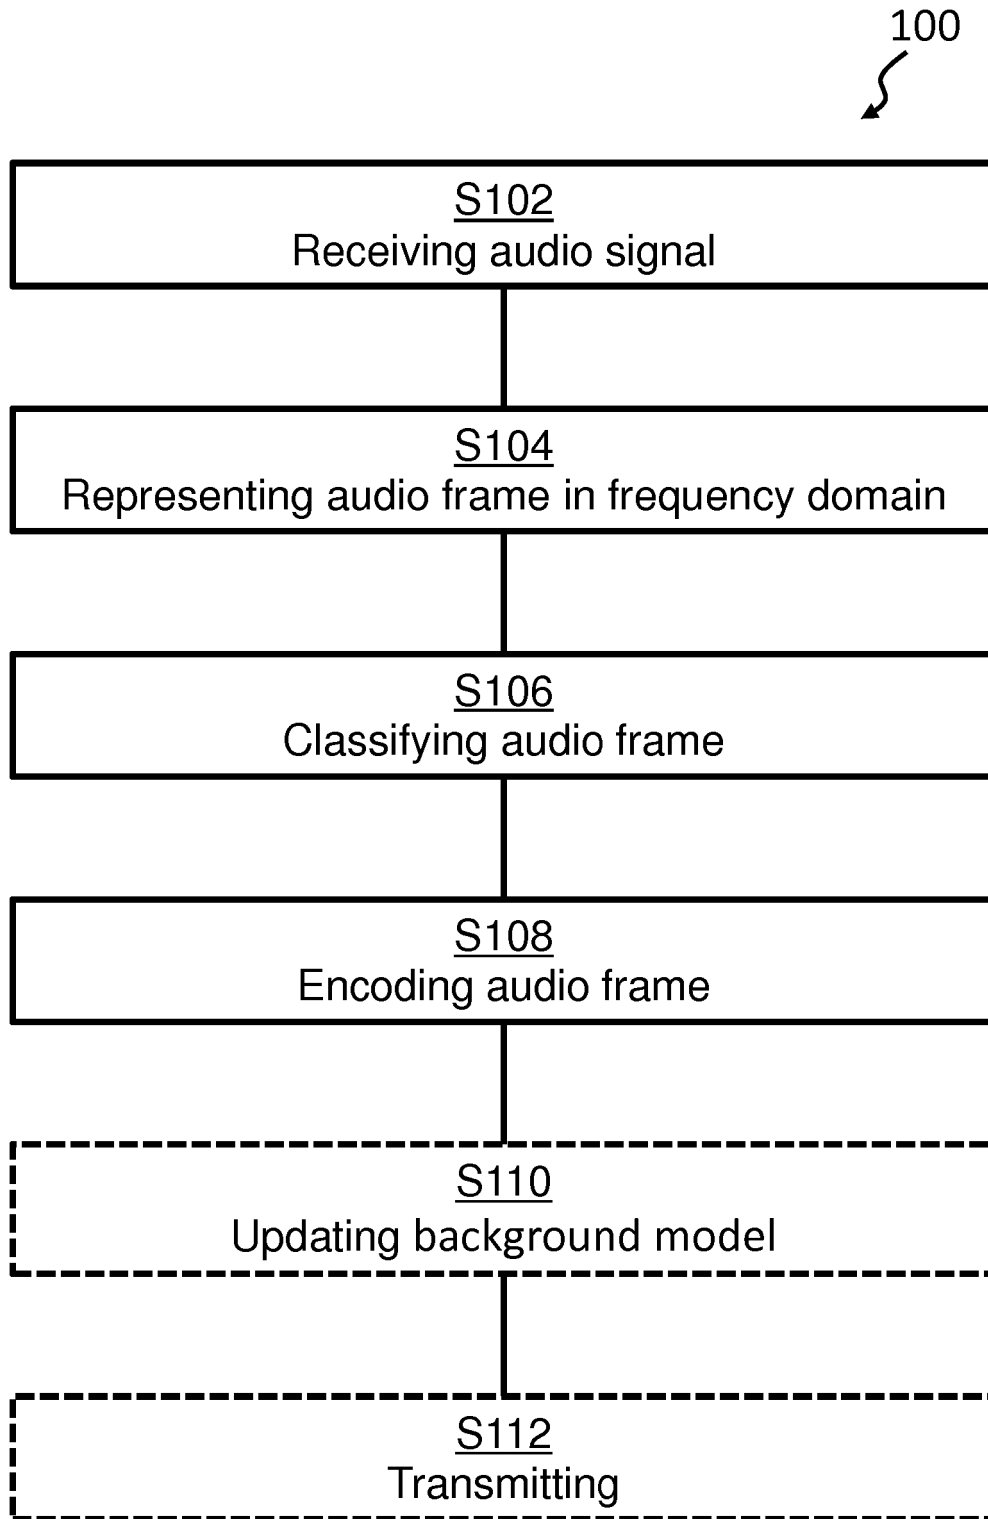 100
S102
Receiving audio signal
S104
Representing audio frame in frequency domain
S106
Classifying audio frame
S108
Encoding audio frame
S110
Updating background model
S112
Transmitting